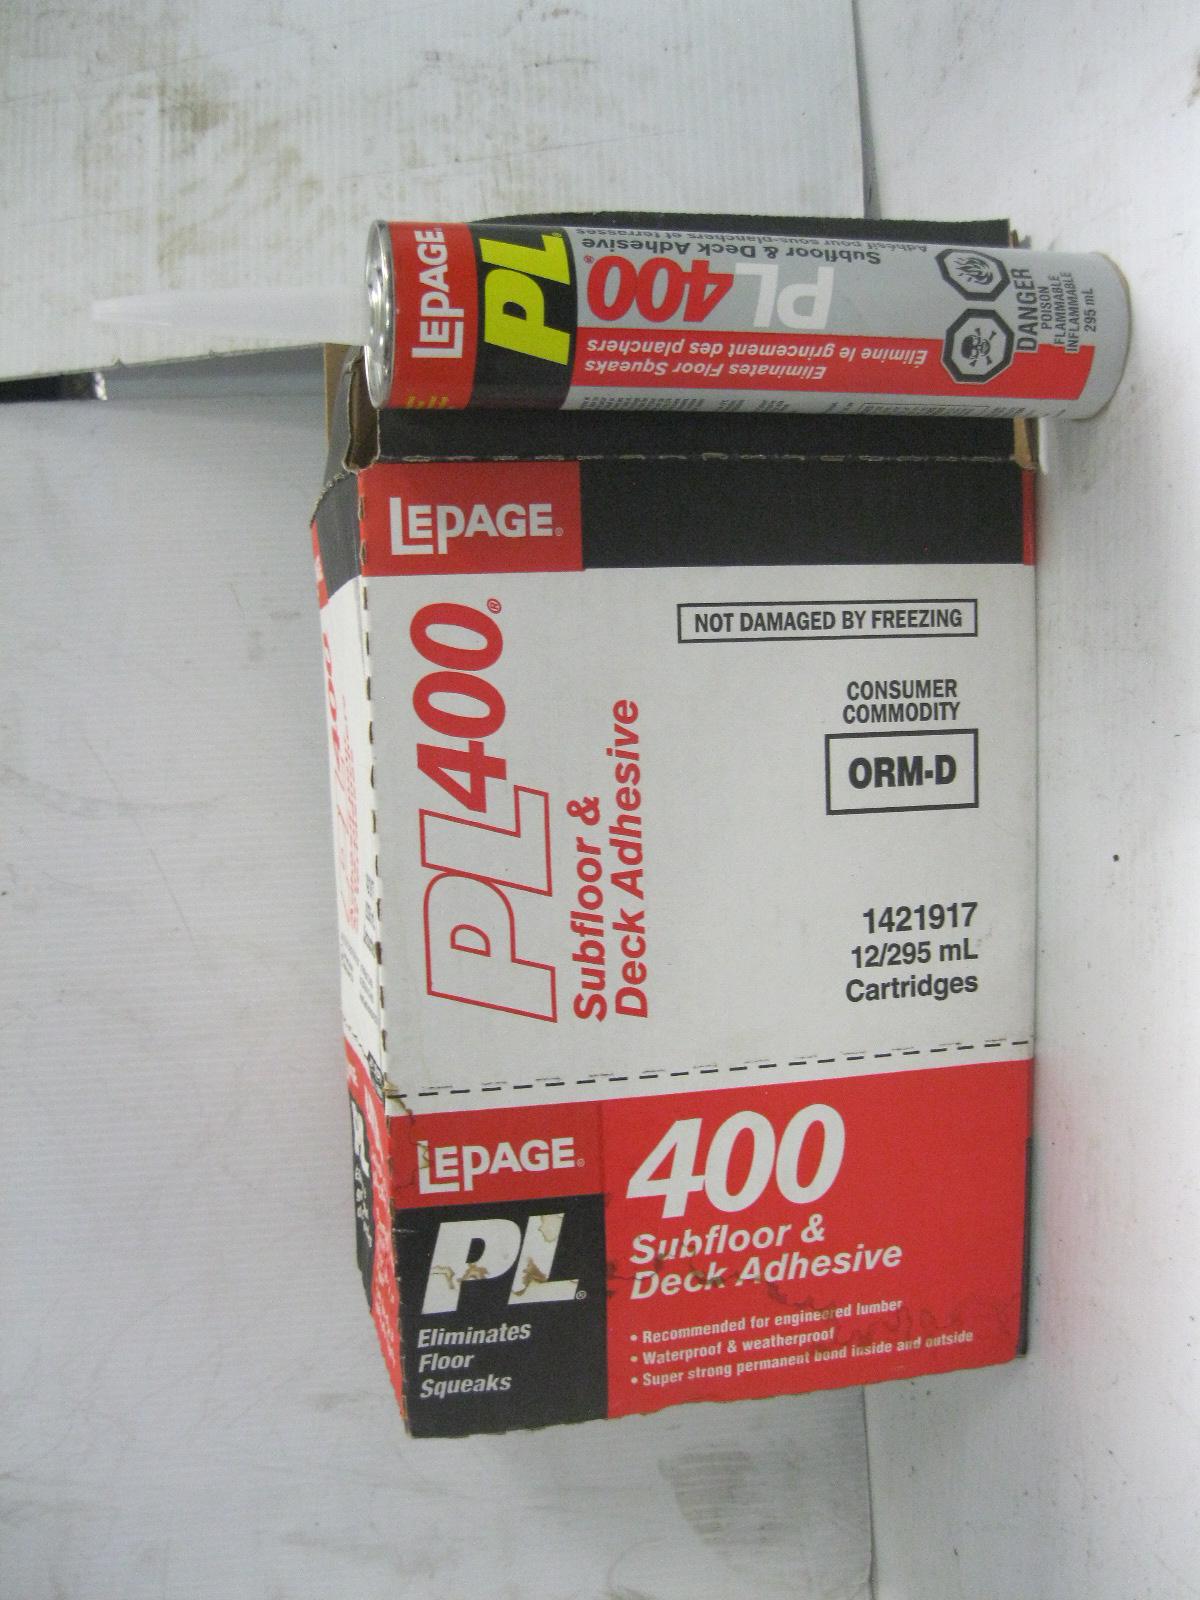 LEPAGE
PL®
PL400®
Subfloor & Deck Adhesive
Adhésif pour sous-planchers et terrasses
Eliminates Floor Squeaks
Élimine le grincement des planchers
DANGER
POISON
FLAMMABLE
INFLAMMABLE
295 mL
LEPAGE®
PL400®
Subfloor &
Deck Adhesive
NOT DAMAGED BY FREEZING
CONSUMER
COMMODITY
ORM-D
1421917
12/295 mL
Cartridges
LEPAGE®
PL®
Eliminates
Floor
Squeaks
400
Subfloor &
Deck Adhesive
• Recommended for engineered lumber
• Waterproof & weatherproof
• Super strong permanent bond inside and outside